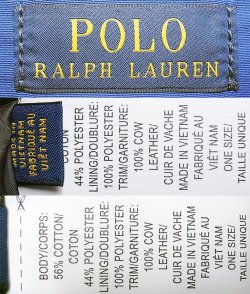 POLO
RALPH LAUREN
MADE IN
VIETNAM
FABRIQUÉ AU
VIÊT NAM
COTON
44% POLYESTER
LINING/DOUBLURE:
100% POLYESTER
TRIM/GARNITURE:
100% COW
LEATHER/
CUIR DE VACHE
MADE IN VIETNAM
FABRIQUÉ AU
VIÊT NAM
ONE SIZE/
TAILLE UNIQUE
BODY/CORPS:
56% COTTON/
COTON
44% POLYESTER
LINING/DOUBLURE:
100% POLYESTER
TRIM/GARNITURE:
100% COW
LEATHER/
CUIR DE VACHE
MADE IN VIETNAM
FABRIQUÉ AU
VIÊT NAM
ONE SIZE/
TAILLE UNIQUE